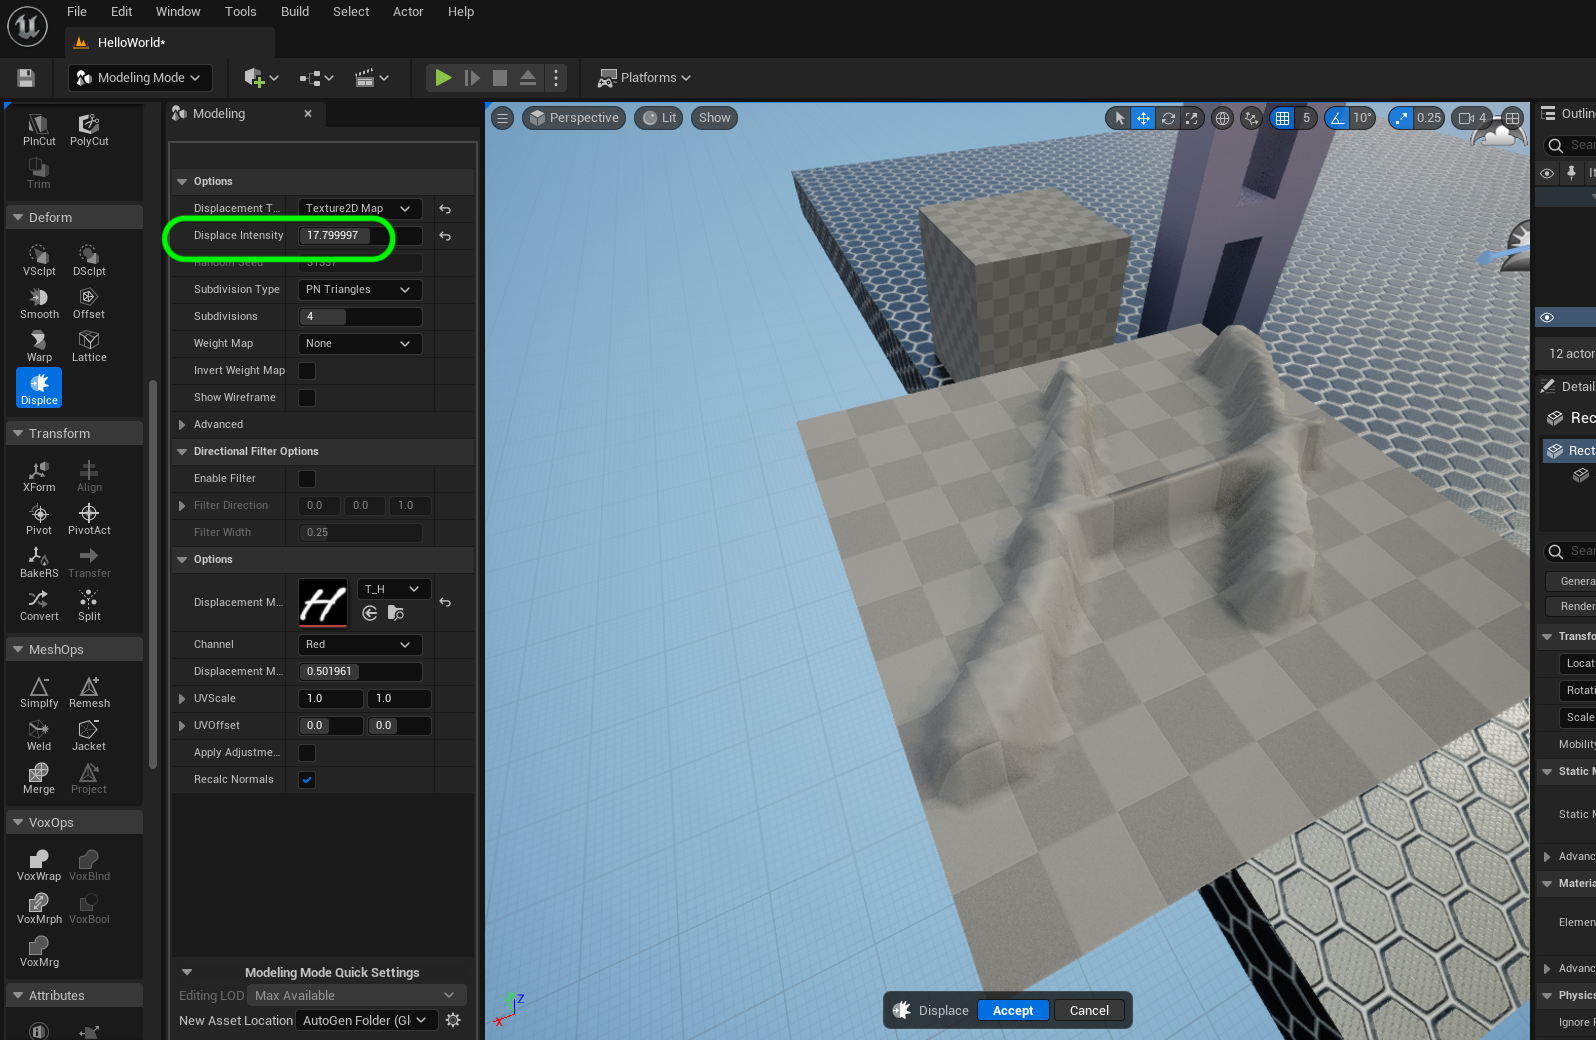 File Edit Window Tools Build Select Actor Help
HelloWorld*
Modeling Mode
Platforms
PlnCut PolyCut
Trim
Deform
VSclpt DSclpt
Smooth Offset
Warp Lattice
Displce
Transform
XForm Align
Pivot PivotAct
BakeRS Transfer
Convert Split
MeshOps
Simplfy Remesh
Weld Jacket
Merge Project
VoxOps
VoxWrap VoxBlnd
VoxMrph VoxBool
VoxMrg
Attributes
Modeling
Options
Displacement T... Texture2D Map
Displace Intensity 17.799997
Random Seed 31337
Subdivision Type PN Triangles
Subdivisions 4
Weight Map None
Invert Weight Map
Show Wireframe
Advanced
Directional Filter Options
Enable Filter
Filter Direction 0.0 0.0 1.0
Filter Width 0.25
Options
Displacement M... H T_H
Channel Red
Displacement M... 0.501961
UVScale 1.0 1.0
UVOffset 0.0 0.0
Apply Adjustme...
Recalc Normals
Modeling Mode Quick Settings
Editing LOD Max Available
New Asset Location AutoGen Folder (Gl
Perspective Lit Show
5 10° 0.25 4
X Y Z
Displace Accept Cancel
Outlin
Sear
It
12 actor
Detail
Rec
Rect
Sear
Genera
Render
Transfo
Locat
Rotati
Scale
Mobility
Static M
Static M
Advanc
Materia
Elemen
Advanc
Physics
Ignore R